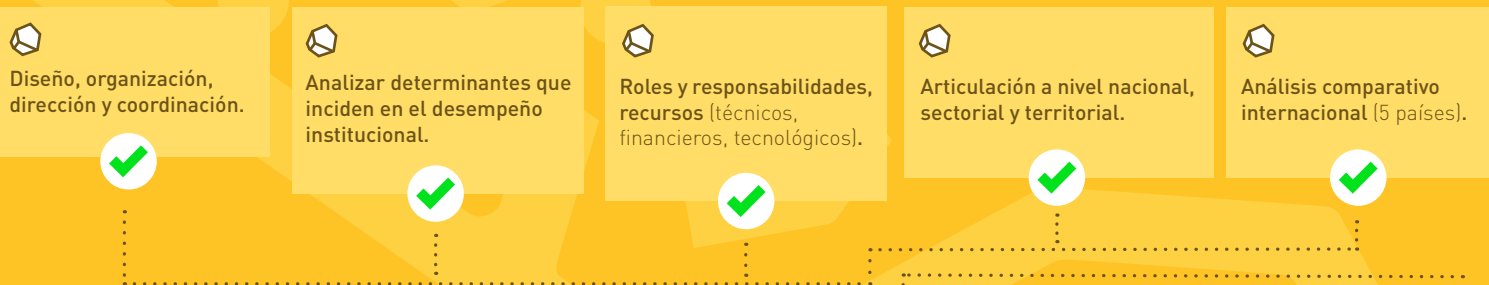 Diseño, organización,
dirección y coordinación.
Analizar determinantes que
inciden en el desempeño
institucional.
Roles y responsabilidades,
recursos (técnicos,
financieros, tecnológicos).
Articulación a nivel nacional,
sectorial y territorial.
Análisis comparativo
internacional (5 países).